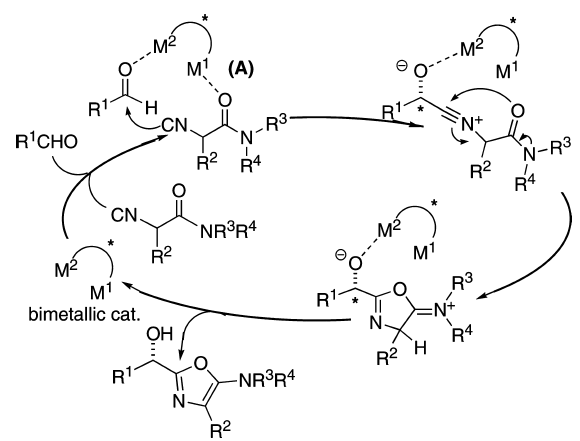 *
M² M¹ (A)
O O
R¹ H CN R² N R³ R⁴
*
M² M¹
⊖ O
R¹ * N⁺ O
R² N R³ R⁴
R¹CHO
CN O
R² NR³R⁴
*
M² M¹
bimetallic cat.
*
M² M¹
⊖ O
R¹ * O N N⁺ R³ R⁴
R² H
OH
R¹ O NR³R⁴
N
R²